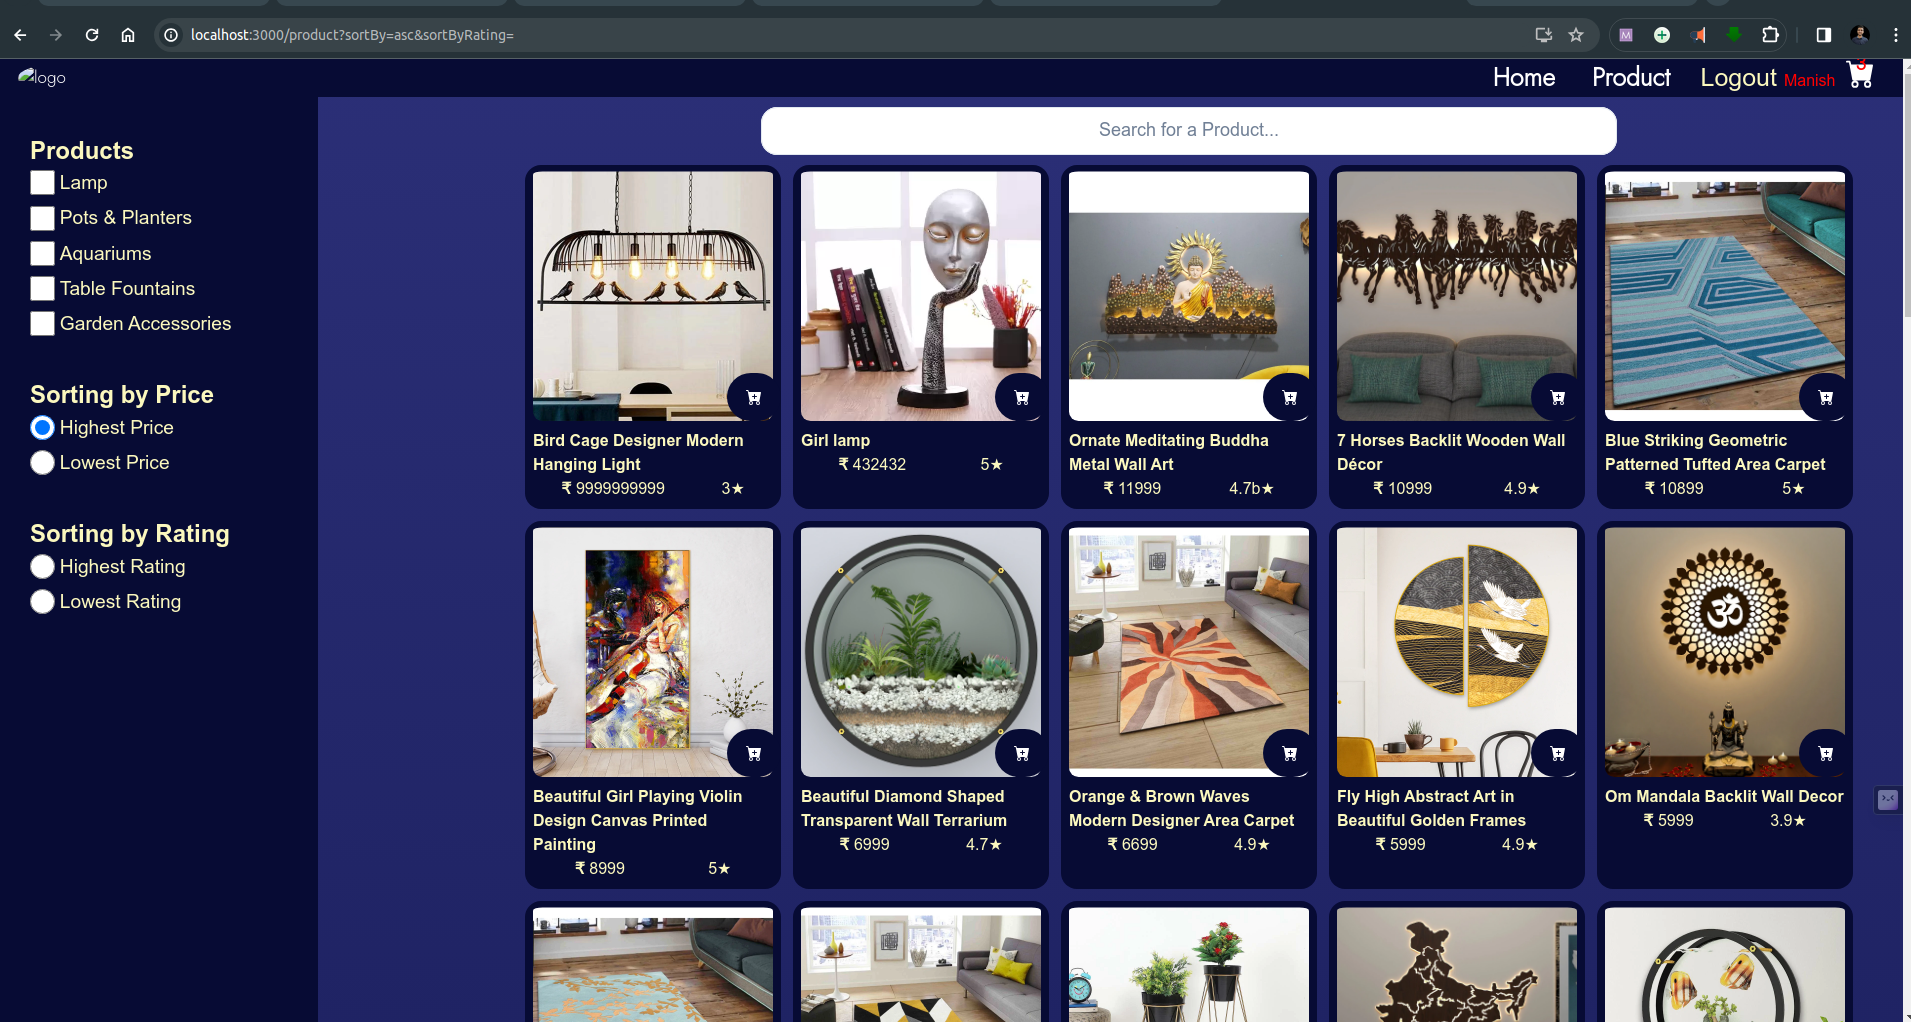 localhost:3000/product?sortBy=asc&sortByRating=
M
logo
Home
Product
Logout
Manish
3
Search for a Product...
Products
Lamp
Pots & Planters
Aquariums
Table Fountains
Garden Accessories
Sorting by Price
Highest Price
Lowest Price
Sorting by Rating
Highest Rating
Lowest Rating
Bird Cage Designer Modern
Hanging Light
₹ 9999999999 3★
Girl lamp
₹ 432432 5★
Ornate Meditating Buddha
Metal Wall Art
₹ 11999 4.7b★
7 Horses Backlit Wooden Wall
Décor
₹ 10999 4.9★
Blue Striking Geometric
Patterned Tufted Area Carpet
₹ 10899 5★
Beautiful Girl Playing Violin
Design Canvas Printed
Painting
₹ 8999 5★
Beautiful Diamond Shaped
Transparent Wall Terrarium
₹ 6999 4.7★
Orange & Brown Waves
Modern Designer Area Carpet
₹ 6699 4.9★
Fly High Abstract Art in
Beautiful Golden Frames
₹ 5999 4.9★
ॐ
Om Mandala Backlit Wall Decor
₹ 5999 3.9★